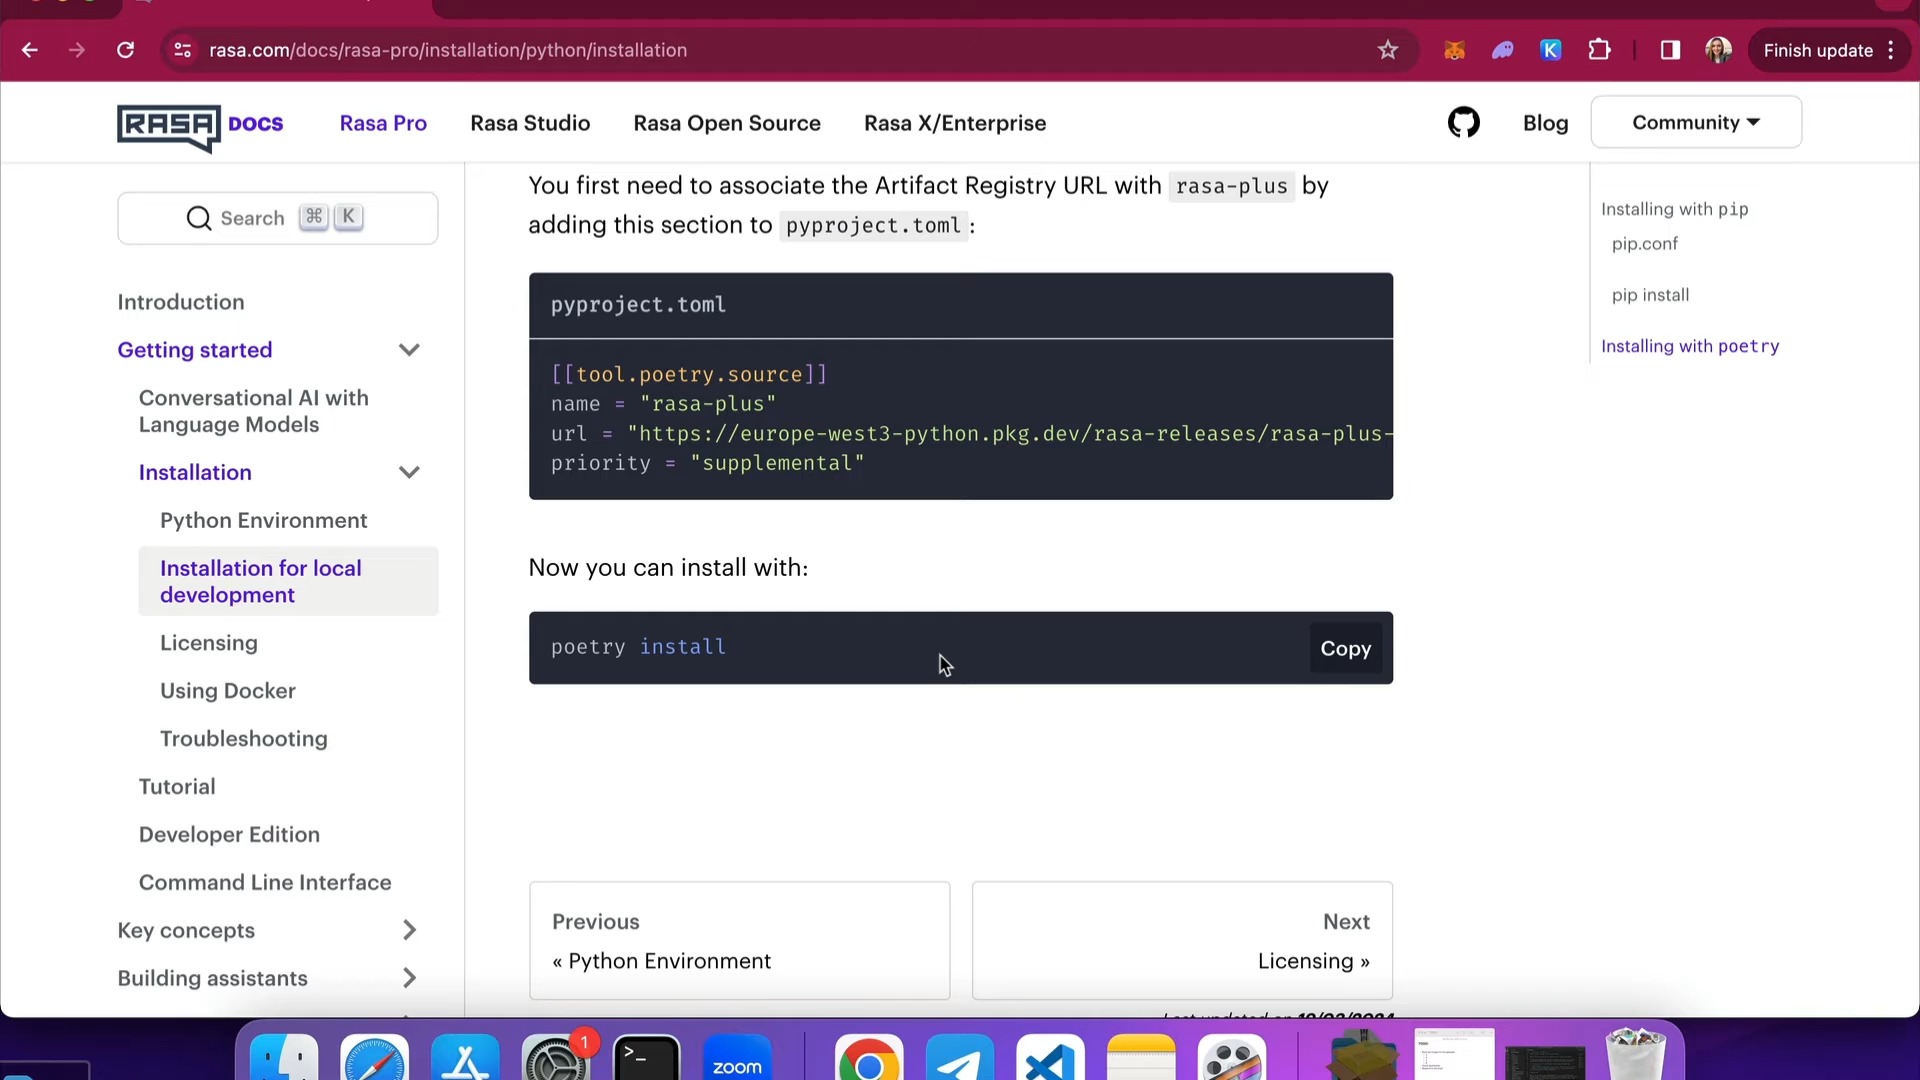 rasa.com/docs/rasa-pro/installation/python/installation
K
Finish update
RASA DOCS
Rasa Pro
Rasa Studio
Rasa Open Source
Rasa X/Enterprise
Blog
Community
Search ⌘ K
Introduction
Getting started
Conversational AI with
Language Models
Installation
Python Environment
Installation for local
development
Licensing
Using Docker
Troubleshooting
Tutorial
Developer Edition
Command Line Interface
Key concepts
Building assistants
You first need to associate the Artifact Registry URL with rasa-plus by
adding this section to pyproject.toml :
pyproject.toml
[[tool.poetry.source]]
name = "rasa-plus"
url = "https://europe-west3-python.pkg.dev/rasa-releases/rasa-plus-
priority = "supplemental"
Now you can install with:
poetry install
Copy
Previous
« Python Environment
Next
Licensing »
Installing with pip
pip.conf
pip install
Installing with poetry
1
>_
zoom